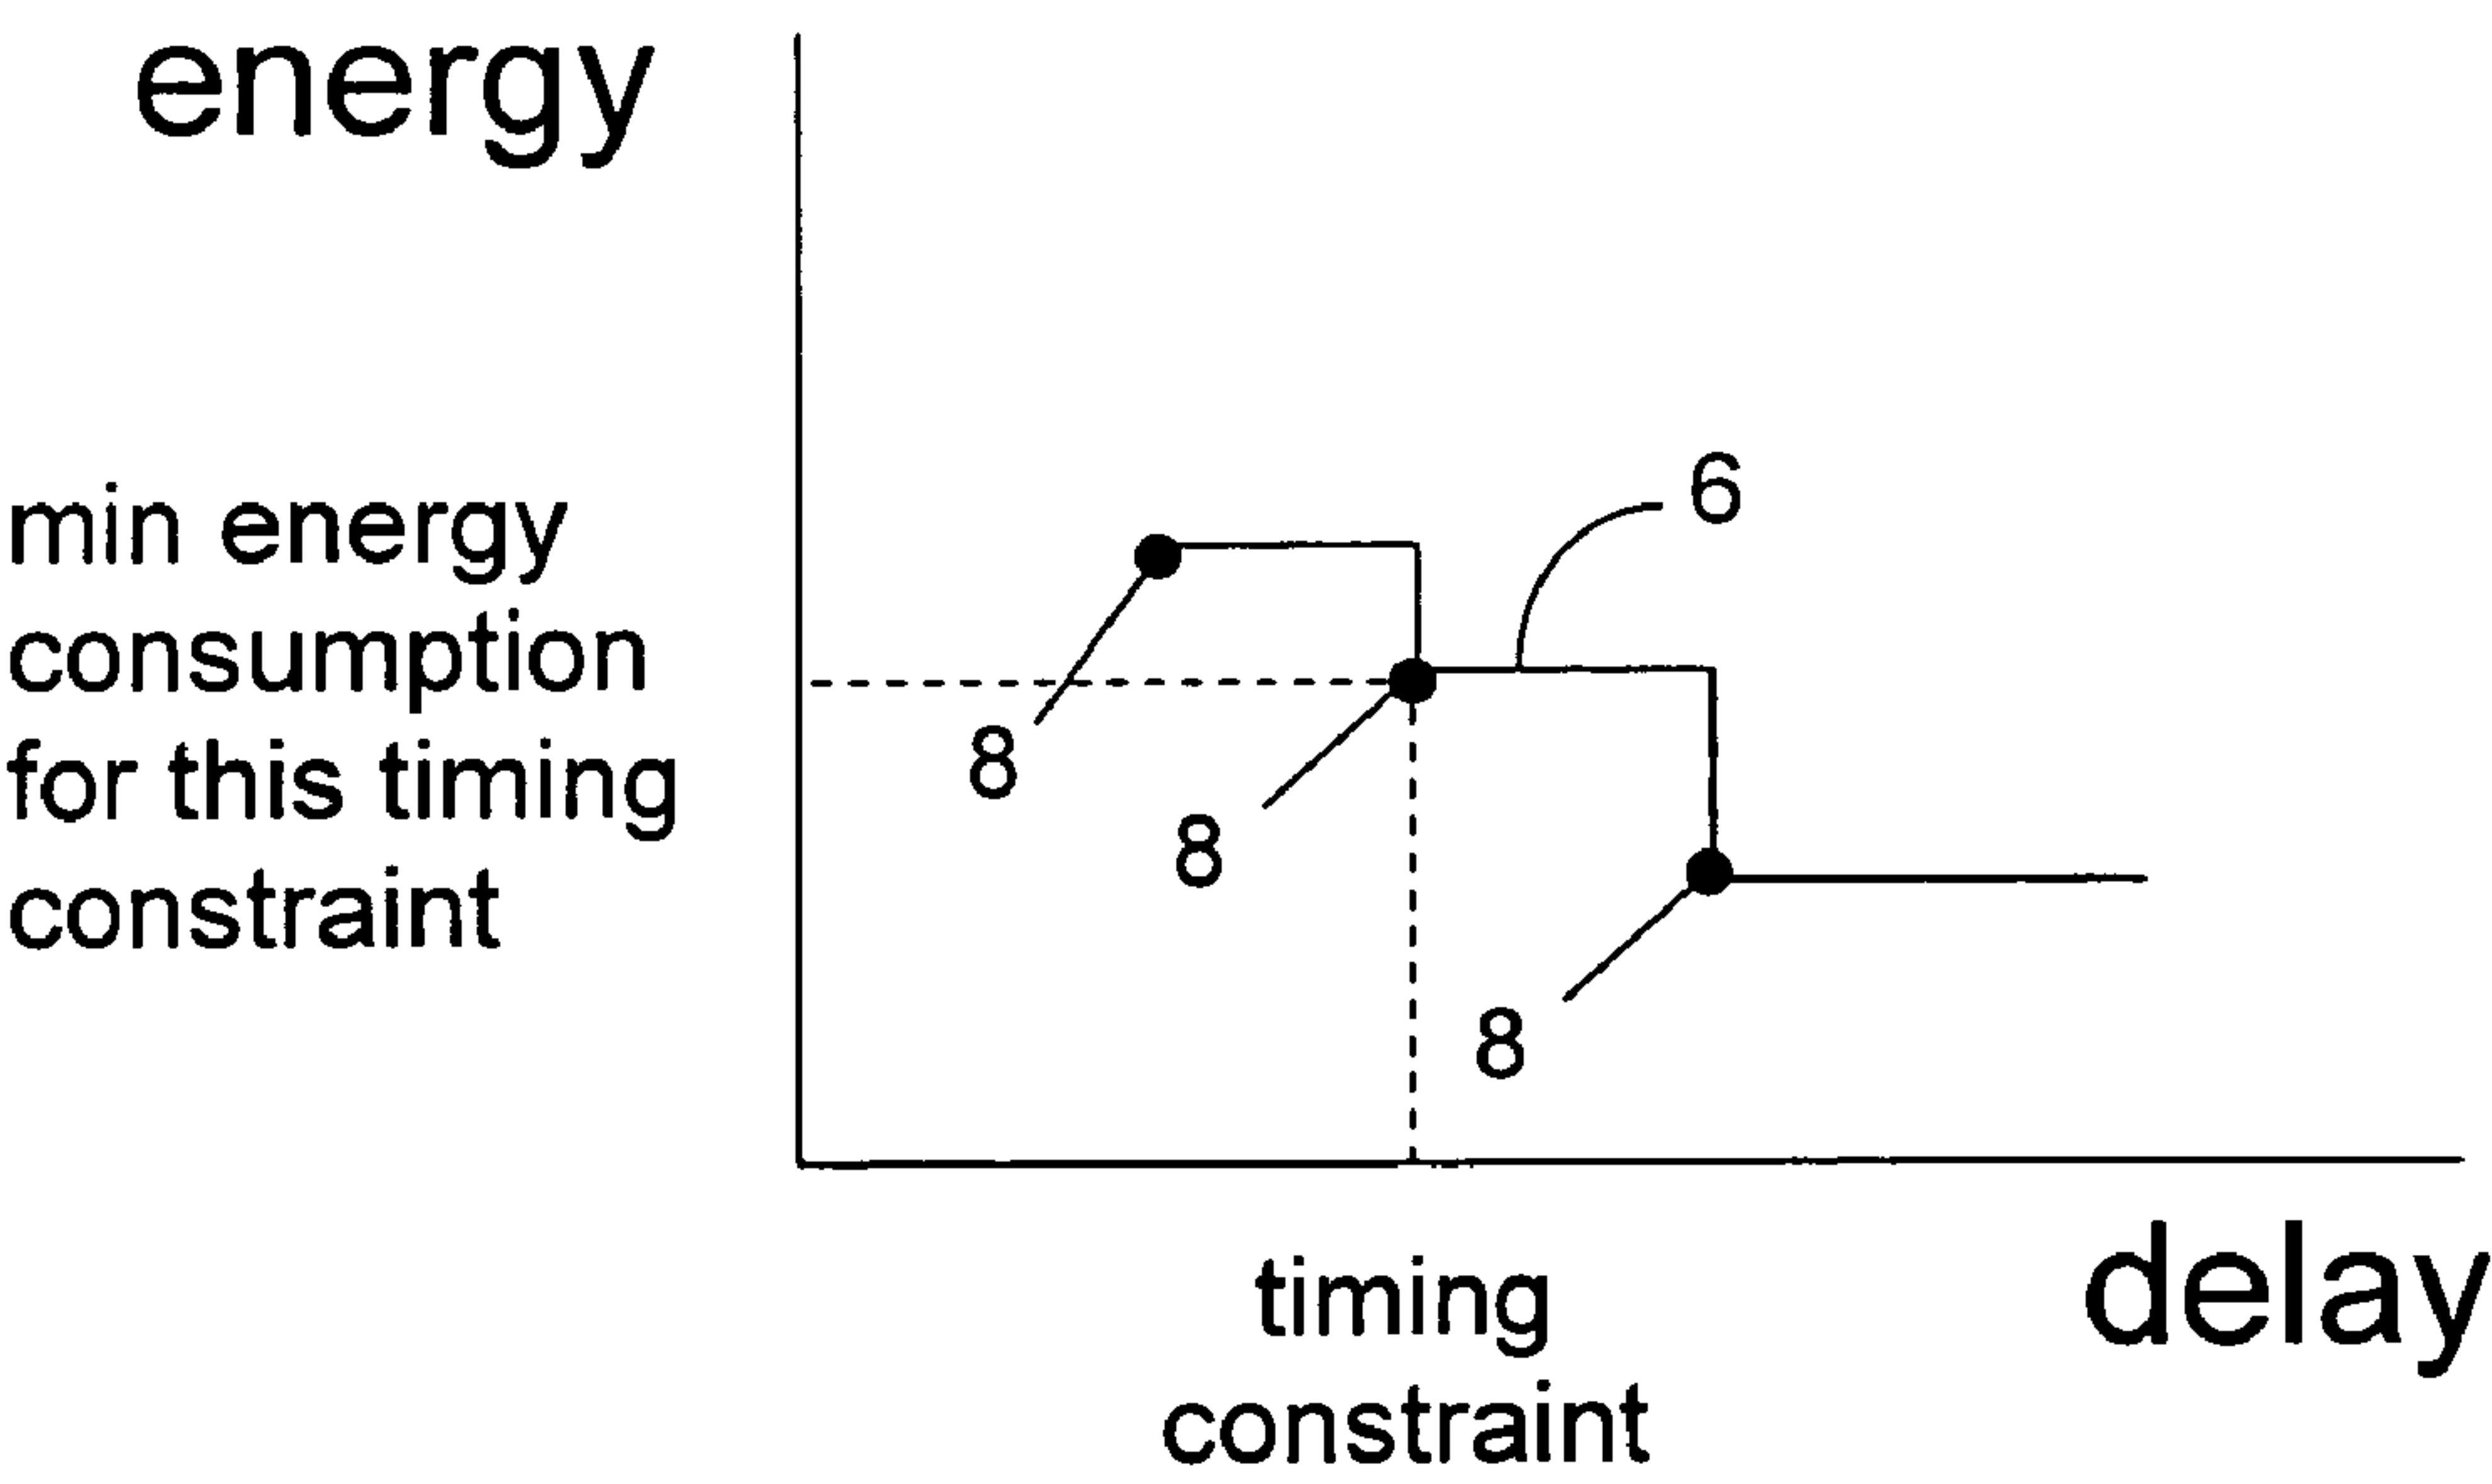 energy
min energy
consumption
for this timing
constraint
6
8
8
8
timing
constraint
delay